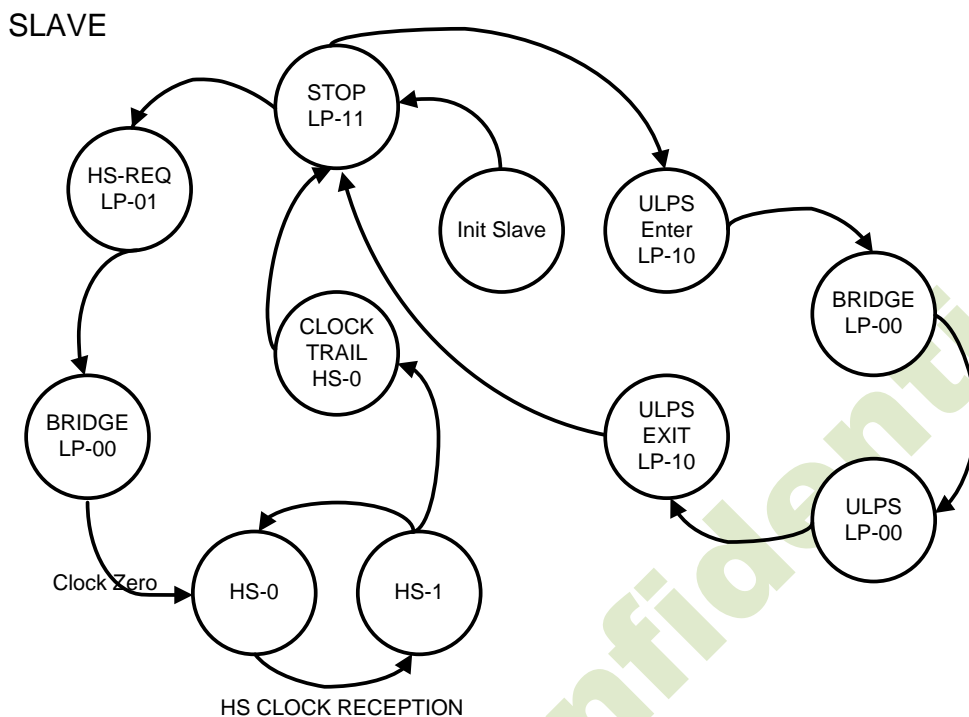 SLAVE
STOP
LP-11
HS-REQ
LP-01
Init Slave
ULPS
Enter
LP-10
BRIDGE
LP-00
CLOCK
TRAIL
HS-0
BRIDGE
LP-00
ULPS
EXIT
LP-10
ULPS
LP-00
Clock Zero
HS-0
HS-1
HS CLOCK RECEPTION
nfidenti